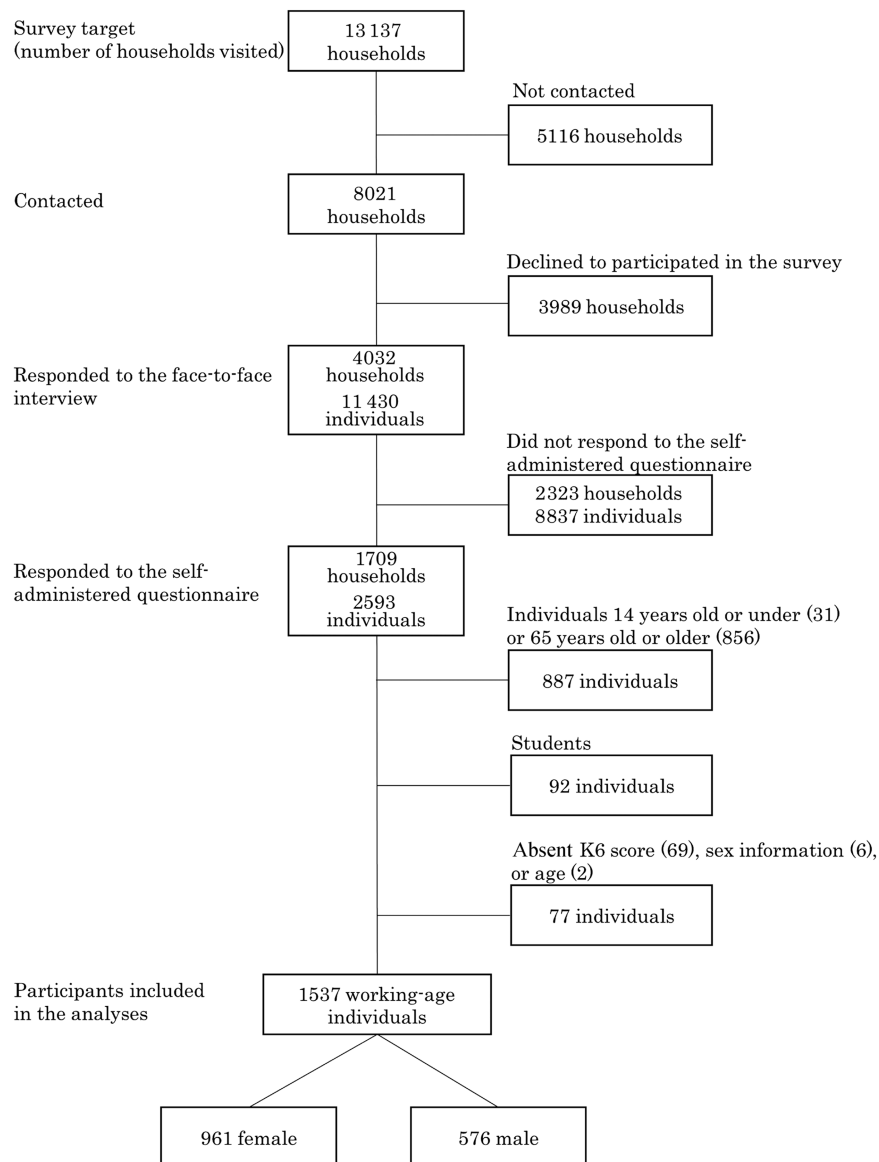 Survey target
(number of households visited)
13 137
households
Not contacted
5116 households
Contacted
8021
households
Declined to participated in the survey
3989 households
Responded to the face-to-face
interview
4032
households
11 430
individuals
Did not respond to the self-
administered questionnaire
2323 households
8837 individuals
Responded to the self-
administered questionnaire
1709
households
2593
individuals
Individuals 14 years old or under (31)
or 65 years old or older (856)
887 individuals
Students
92 individuals
Absent K6 score (69), sex information (6),
or age (2)
77 individuals
Participants included
in the analyses
1537 working-age
individuals
961 female
576 male